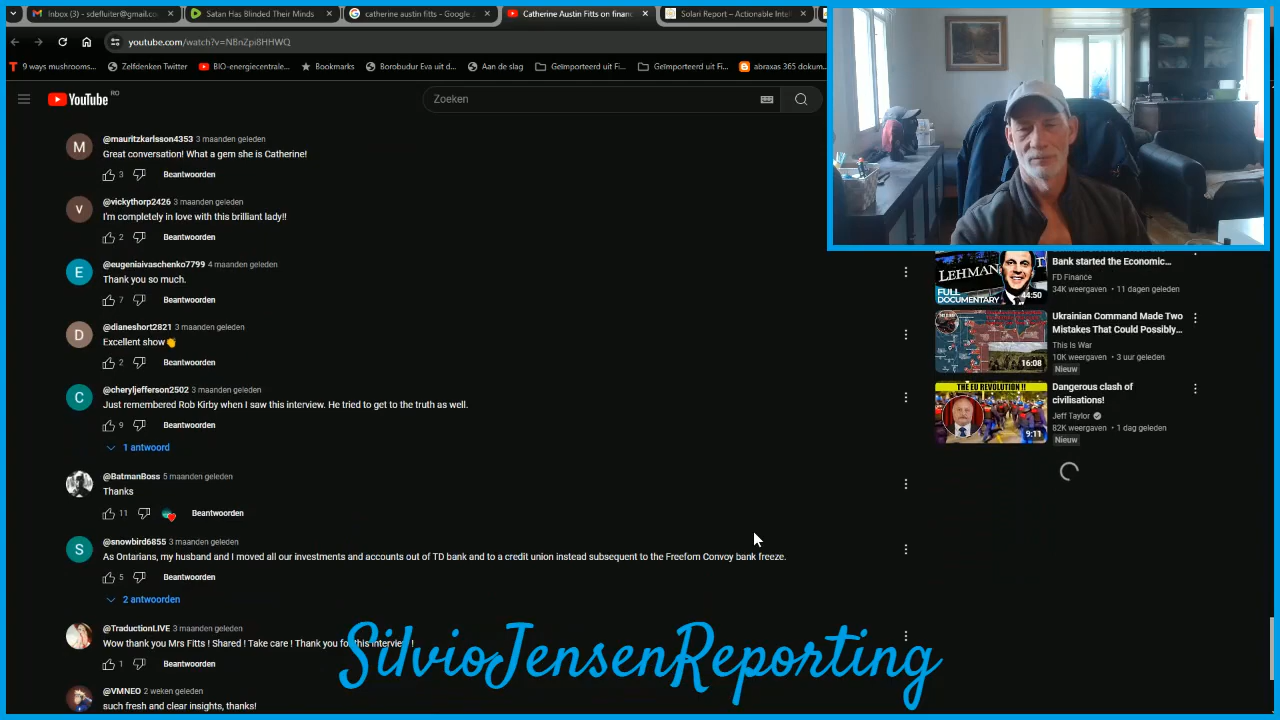 Inbox (3) - sdefluiter@gmail.co
Satan Has Blinded Their Minds
catherine austin fitts - Google
Catherine Austin Fitts on finan
Solari Report – Actionable Intel
youtube.com/watch?v=NBnZpi8HHWQ
9 ways mushrooms...
Zelfdenken Twitter
BIO-energiecentrale...
Bookmarks
Borobudur Eva uit d...
Aan de slag
Geïmporteerd uit Fi...
Geïmporteerd uit Fi...
abraxas 365 dokum...
YouTube RO
Zoeken
M
@mauritzkarlsson4353 3 maanden geleden
Great conversation! What a gem she is Catherine!
3 Beantwoorden
V
@vickythorp2426 3 maanden geleden
I'm completely in love with this brilliant lady!!
2 Beantwoorden
E
@eugeniaivaschenko7799 4 maanden geleden
Thank you so much.
7 Beantwoorden
D
@dianeshort2821 3 maanden geleden
Excellent show👏
2 Beantwoorden
C
@cheryljefferson2502 3 maanden geleden
Just remembered Rob Kirby when I saw this interview. He tried to get to the truth as well.
9 Beantwoorden
1 antwoord
@BatmanBoss 5 maanden geleden
Thanks
11 Beantwoorden
S
@snowbird6855 3 maanden geleden
As Ontarians, my husband and I moved all our investments and accounts out of TD bank and to a credit union instead subsequent to the Freefom Convoy bank freeze.
5 Beantwoorden
2 antwoorden
@TraductionLIVE 3 maanden geleden
Wow thank you Mrs Fitts ! Shared ! Take care ! Thank you for this interview !
1 Beantwoorden
@VMNEO 2 weken geleden
such fresh and clear insights, thanks!
LEHMAN
FULL
DOCUMENTARY
44:50
Bank started the Economic...
FD Finance
34K weergaven • 11 dagen geleden
16:08
Ukrainian Command Made Two
Mistakes That Could Possibly...
This Is War
10K weergaven • 3 uur geleden
Nieuw
THE EU REVOLUTION !!
9:11
Dangerous clash of
civilisations!
Jeff Taylor
82K weergaven • 1 dag geleden
Nieuw
SilvioJensenReporting